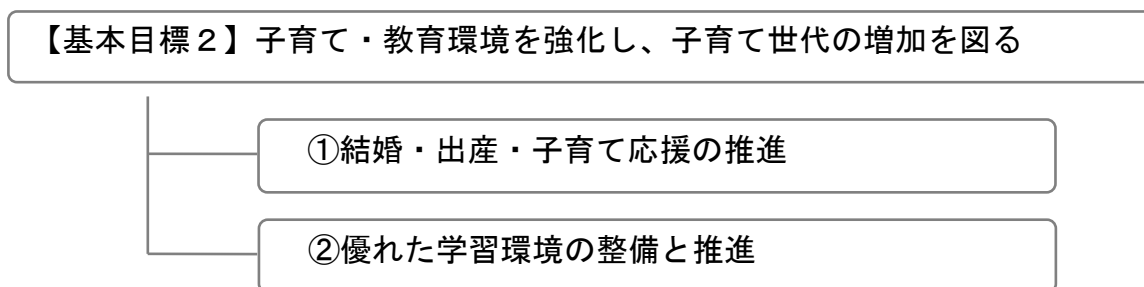 【基本目標２】子育て・教育環境を強化し、子育て世代の増加を図る
①結婚・出産・子育て応援の推進
②優れた学習環境の整備と推進